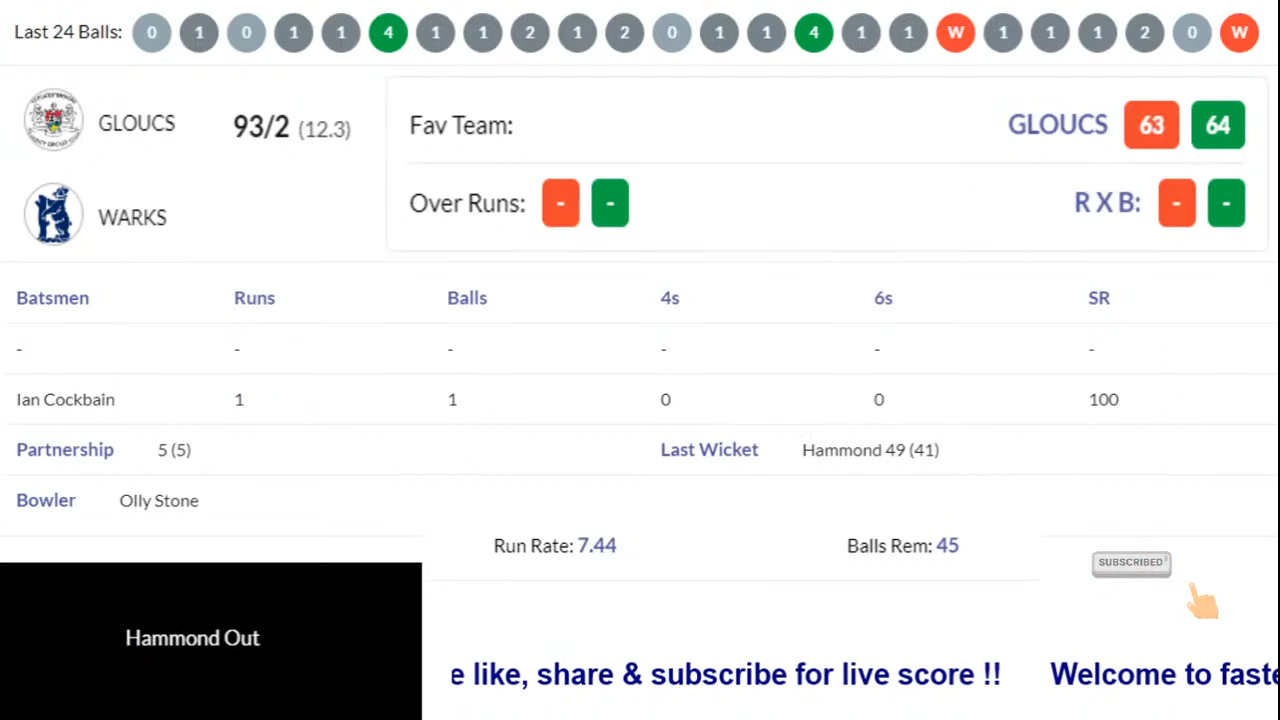 Last 24 Balls: 0 1 0 1 1 4 1 1 2 1 2 0 1 1 4 1 1 W 1 1 1 2 0 W
GLOUCS 93/2 (12.3)
Fav Team: GLOUCS 63 64
WARKS
Over Runs: - - R X B: - -
Batsmen Runs Balls 4s 6s SR
- - - - - -
Ian Cockbain 1 1 0 0 100
Partnership 5 (5) Last Wicket Hammond 49 (41)
Bowler Olly Stone
Run Rate: 7.44 Balls Rem: 45
SUBSCRIBED
Hammond Out
e like, share & subscribe for live score !! Welcome to faste